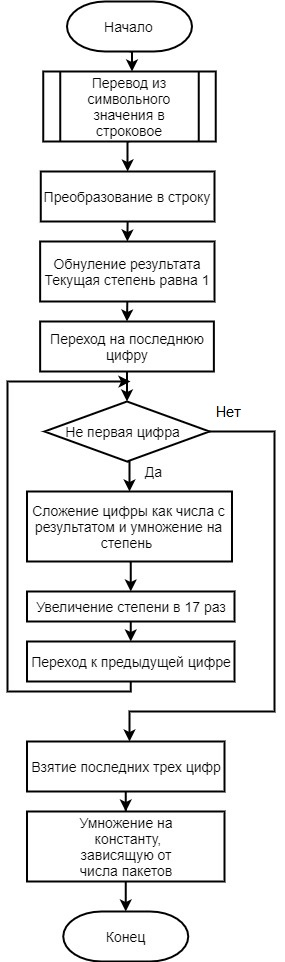 Начало
Перевод из
символьного
значения в
строковое
Преобразование в строку
Обнуление результата
Текущая степень равна 1
Переход на последнюю
цифру
Нет
Не первая цифра
Да
Сложение цифры как числа с
результатом и умножение на
степень
Увеличение степени в 17 раз
Переход к предыдущей цифре
Взятие последних трех цифр
Умножение на
константу,
зависящую от
числа пакетов
Конец